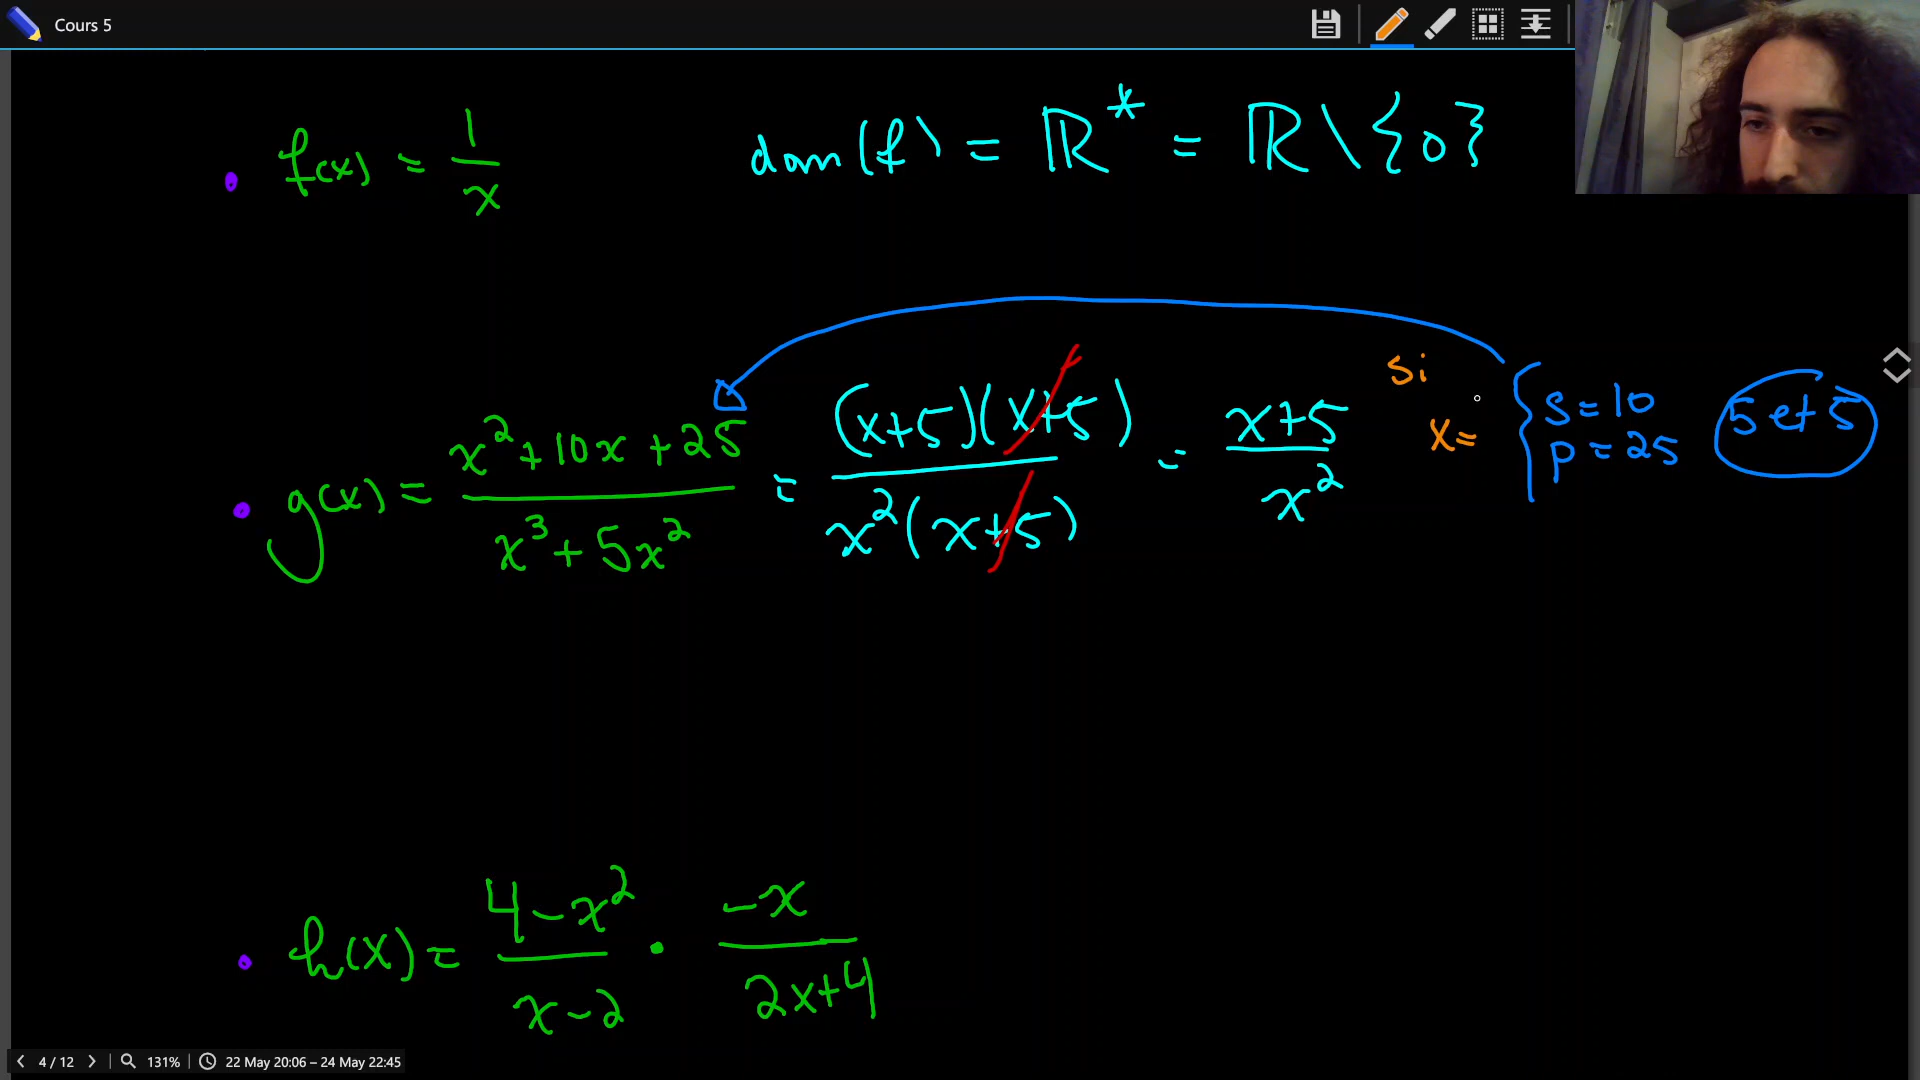 Cours 5
• f(x) = 1/x dom(f) = ℝ* = ℝ \ {0}
• g(x) = (x² + 10x + 25)/(x³ + 5x²) = ((x+5)(x+5))/(x²(x+5)) = (x+5)/x² si x= { S = 10 P = 25 5 et 5
• h(x) = (4 - x²)/(x - 2) • (-x)/(2x+4)
4 / 12 131% 22 May 20:06 – 24 May 22:45